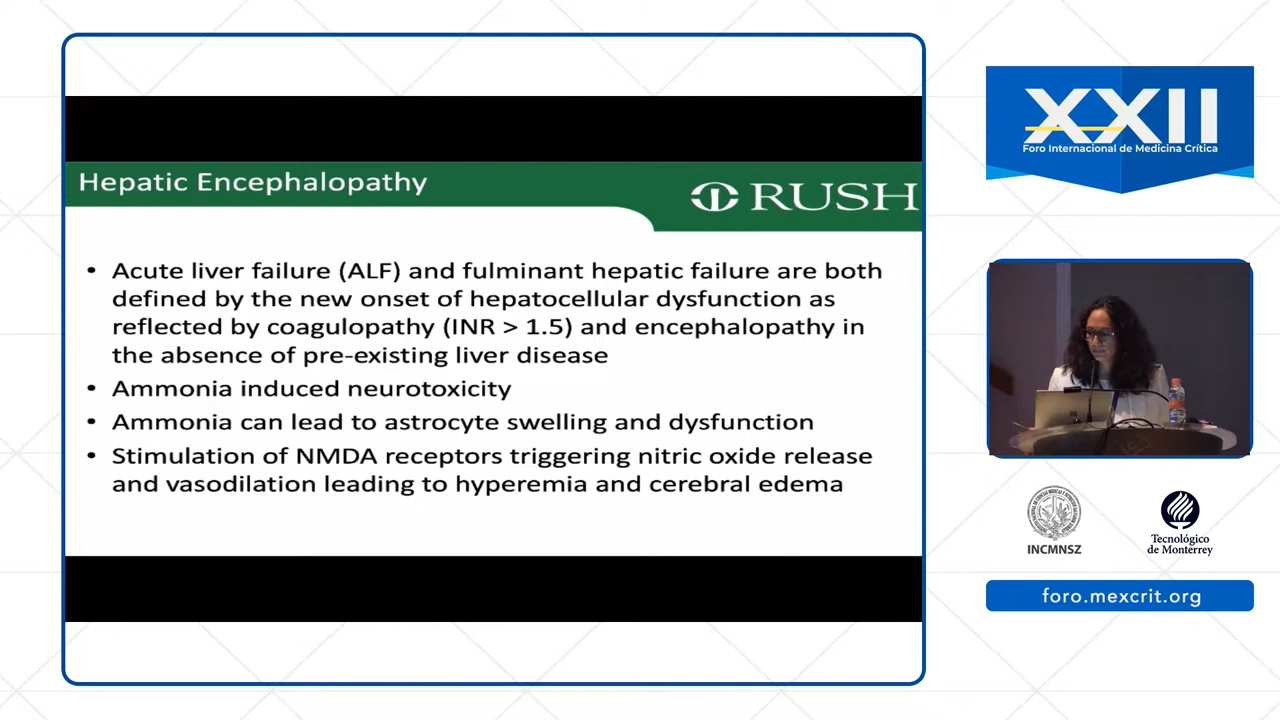 Hepatic Encephalopathy
RUSH
• Acute liver failure (ALF) and fulminant hepatic failure are both
defined by the new onset of hepatocellular dysfunction as
reflected by coagulopathy (INR > 1.5) and encephalopathy in
the absence of pre-existing liver disease
• Ammonia induced neurotoxicity
• Ammonia can lead to astrocyte swelling and dysfunction
• Stimulation of NMDA receptors triggering nitric oxide release
and vasodilation leading to hyperemia and cerebral edema
XXII
Foro Internacional de Medicina Crítica
INCMNSZ
Tecnológico
de Monterrey
foro.mexcrit.org